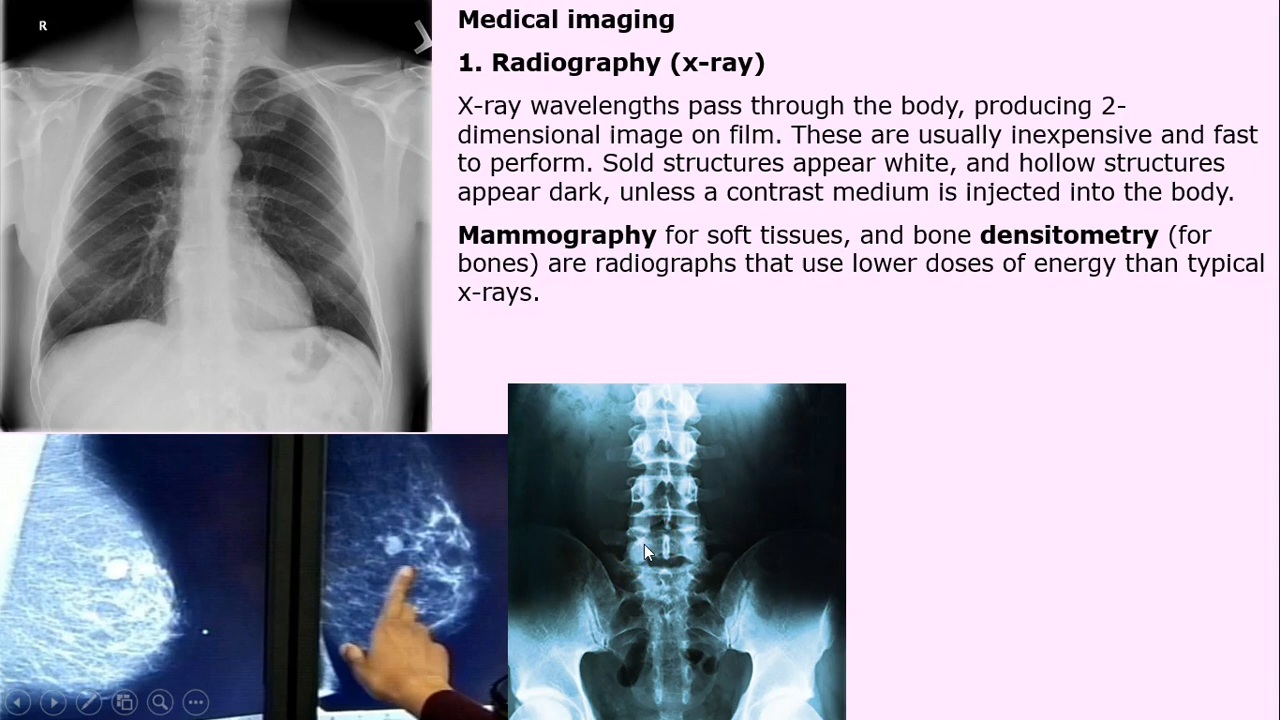 R
Medical imaging
1. Radiography (x-ray)
X-ray wavelengths pass through the body, producing 2-
dimensional image on film. These are usually inexpensive and fast
to perform. Sold structures appear white, and hollow structures
appear dark, unless a contrast medium is injected into the body.
Mammography for soft tissues, and bone densitometry (for
bones) are radiographs that use lower doses of energy than typical
x-rays.